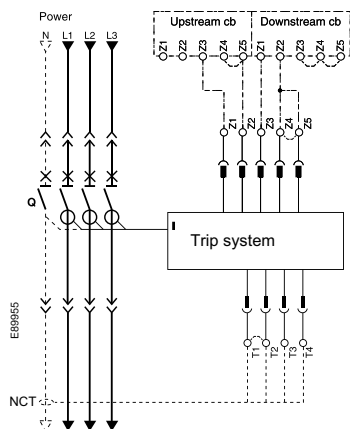 Power
Upstream cb
Downstream cb
N
L1
L2
L3
Z1
Z2
Z3
Z4
Z5
Z1
Z2
Z3
Z4
Z5
Z1
Z2
Z3
Z4
Z5
Q
Trip system
E89955
T1
T2
T3
T4
NCT